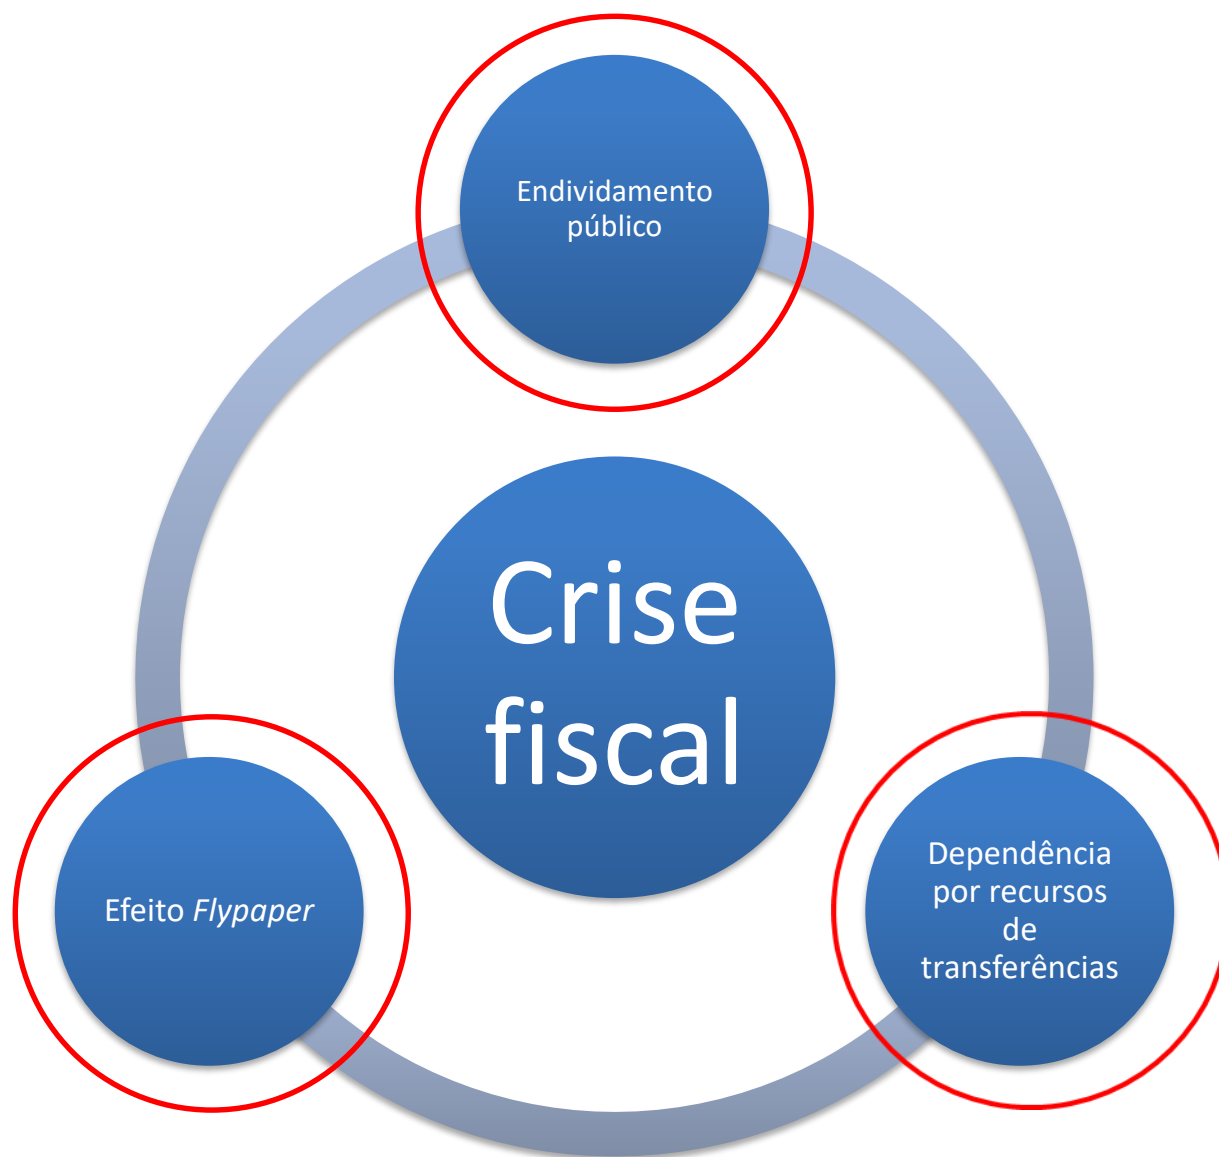 Endividamento
público
Crise
fiscal
Efeito Flypaper
Dependência
por recursos
de
transferências